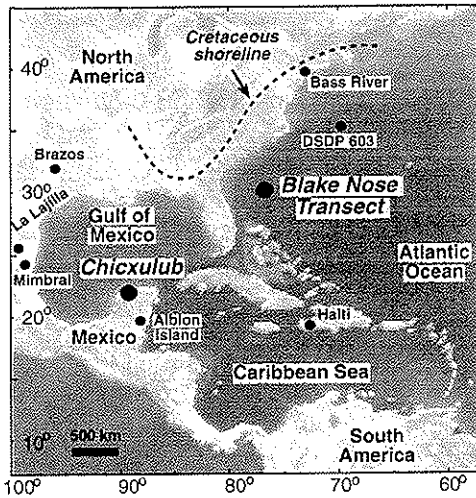 40°
North
America
Cretaceous
shoreline
Bass River
DSDP 603
Brazos
30°
La Lajilla
Gulf of
Mexico
Blake Nose
Transect
Atlantic
Ocean
Mimbral
Chicxulub
20°
Mexico
Albion
Island
Haiti
Caribbean Sea
10°
500 km
South
America
100°
90°
80°
70°
60°